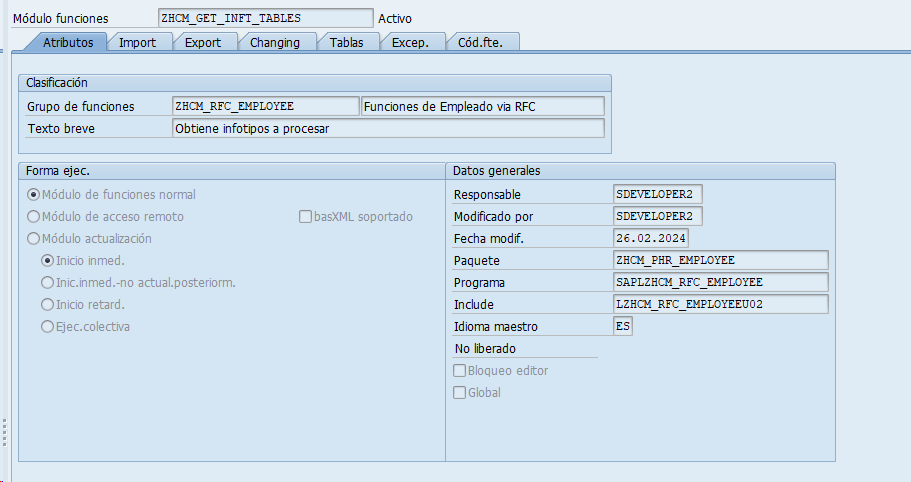 Módulo funciones ZHCM_GET_INFT_TABLES Activo
Atributos Import Export Changing Tablas Excep. Cód.fte.
Clasificación
Grupo de funciones ZHCM_RFC_EMPLOYEE Funciones de Empleado via RFC
Texto breve Obtiene infotipos a procesar
Forma ejec.
Módulo de funciones normal
Módulo de acceso remoto basXML soportado
Módulo actualización
Inicio inmed.
Inic.inmed.-no actual.posteriorm.
Inicio retard.
Ejec.colectiva
Datos generales
Responsable SDEVELOPER2
Modificado por SDEVELOPER2
Fecha modif. 26.02.2024
Paquete ZHCM_PHR_EMPLOYEE
Programa SAPLZHCM_RFC_EMPLOYEE
Include LZHCM_RFC_EMPLOYEEU02
Idioma maestro ES
No liberado
Bloqueo editor
Global